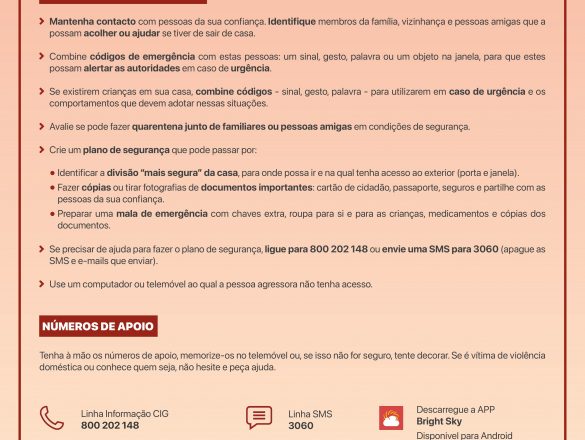 Mantenha contacto com pessoas da sua confiança. Identifique membros da família, vizinhança e pessoas amigas que a
possam acolher ou ajudar se tiver de sair de casa.
Combine códigos de emergência com estas pessoas: um sinal, gesto, palavra ou um objeto na janela, para que estes
possam alertar as autoridades em caso de urgência.
Se existirem crianças em sua casa, combine códigos - sinal, gesto, palavra - para utilizarem em caso de urgência e os
comportamentos que devem adotar nessas situações.
Avalie se pode fazer quarentena junto de familiares ou pessoas amigas em condições de segurança.
Crie um plano de segurança que pode passar por:
Identificar a divisão “mais segura” da casa, para onde possa ir e na qual tenha acesso ao exterior (porta e janela).
Fazer cópias ou tirar fotografias de documentos importantes: cartão de cidadão, passaporte, seguros e partilhe com as
pessoas da sua confiança.
Preparar uma mala de emergência com chaves extra, roupa para si e para as crianças, medicamentos e cópias dos
documentos.
Se precisar de ajuda para fazer o plano de segurança, ligue para 800 202 148 ou envie uma SMS para 3060 (apague as
SMS e e-mails que enviar).
Use um computador ou telemóvel ao qual a pessoa agressora não tenha acesso.
NÚMEROS DE APOIO
Tenha à mão os números de apoio, memorize-os no telemóvel ou, se isso não for seguro, tente decorar. Se é vítima de violência
doméstica ou conhece quem seja, não hesite e peça ajuda.
Linha Informação CIG
800 202 148
Linha SMS
3060
Descarregue a APP
Bright Sky
Disponível para Android